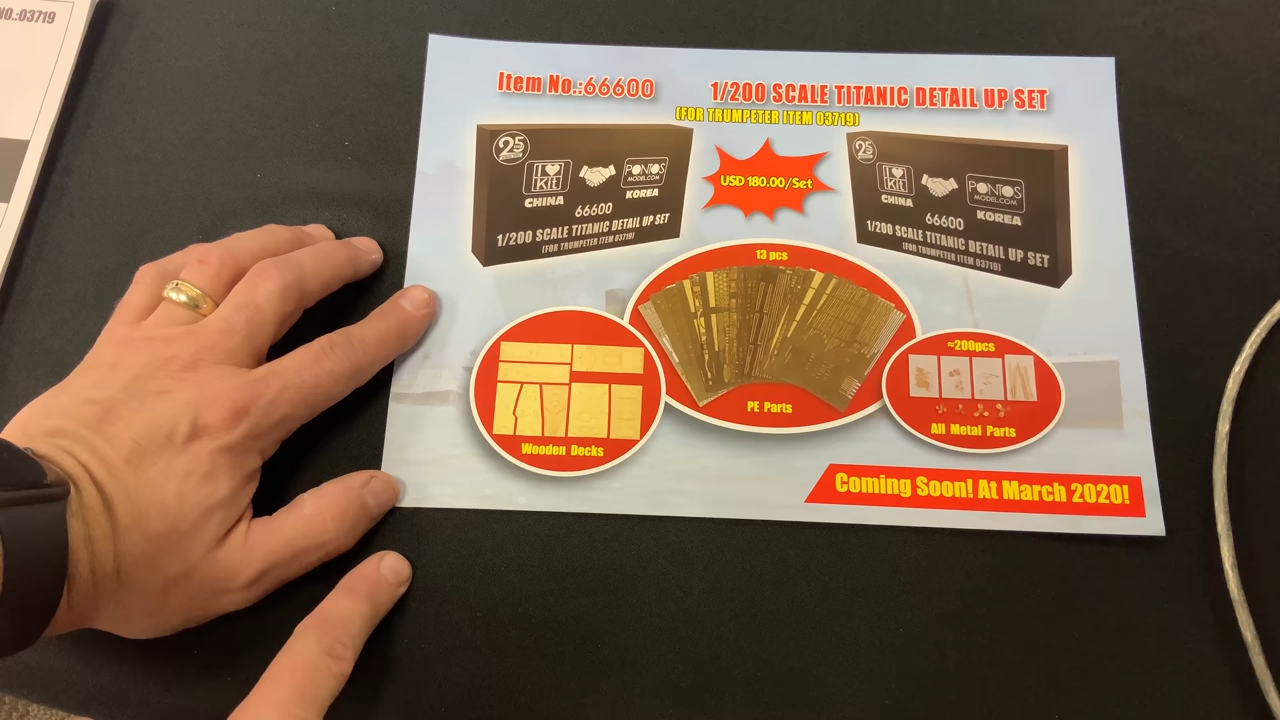 NO.:03719
Item No.:66600
1/200 SCALE TITANIC DETAIL UP SET
(FOR TRUMPETER ITEM 03719)
25
I ♥
Kit
CHINA
PONTOS
MODEL.COM
KOREA
66600
1/200 SCALE TITANIC DETAIL UP SET
(FOR TRUMPETER ITEM 03719)
USD 180.00/Set
25
I ♥
Kit
CHINA
PONTOS
MODEL.COM
KOREA
66600
1/200 SCALE TITANIC DETAIL UP SET
(FOR TRUMPETER ITEM 03719)
13 pcs
PE Parts
Wooden Decks
≈200pcs
All Metal Parts
Coming Soon! At March 2020!